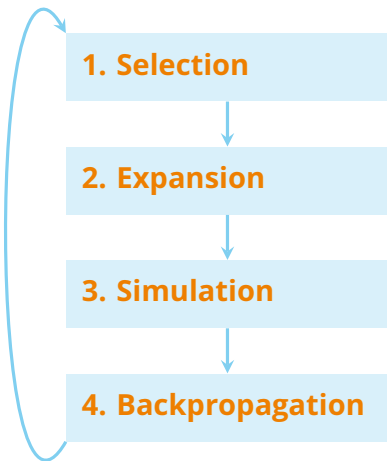 1. Selection
2. Expansion
3. Simulation
4. Backpropagation